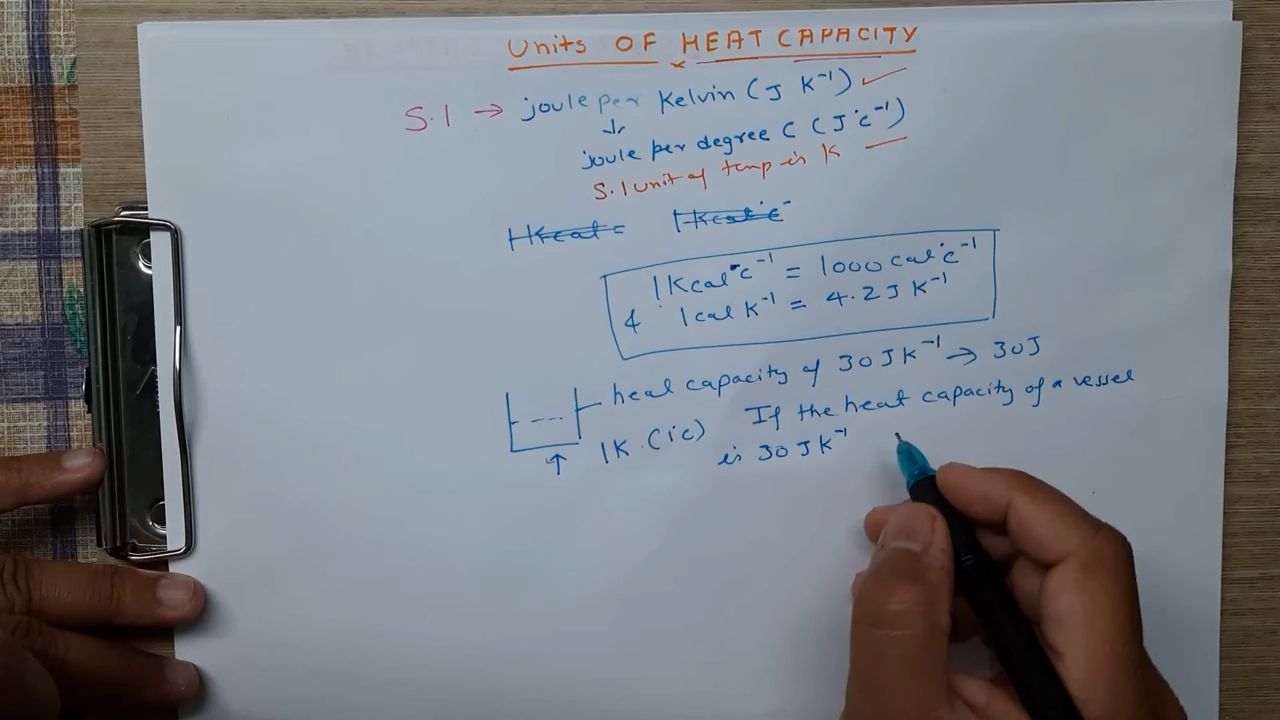 Units OF HEAT CAPACITY
S.I → joule per Kelvin (J K⁻¹) ✓
↓
joule per degree C (J °c⁻¹)
S.I unit of temp is K
1 Kcal °c⁻¹ = 1000 cal °c⁻¹
& 1 cal K⁻¹ = 4.2 J K⁻¹
heat capacity of 30 J K⁻¹ → 30J
↑ 1K (1°c)
If the heat capacity of a vessel
is 30 J K⁻¹